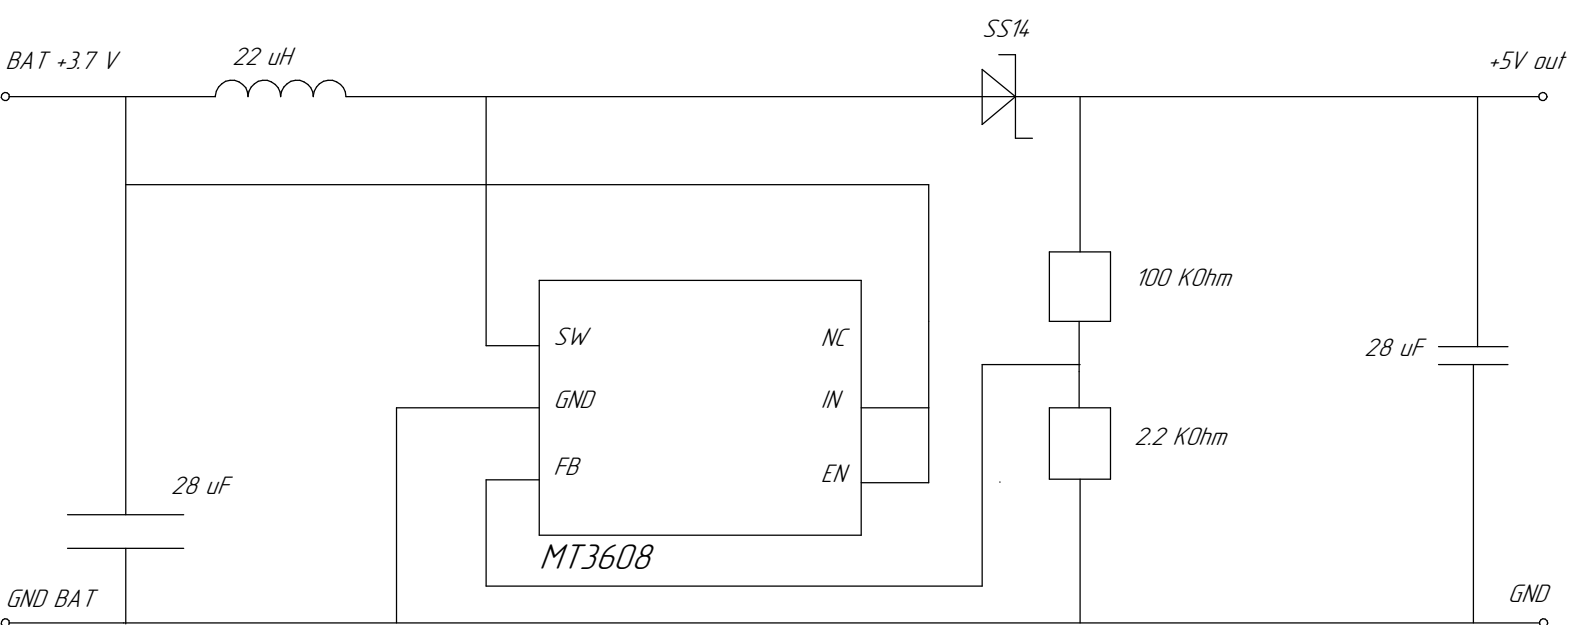 SS14
BAT +3.7 V
22 uH
+5V out
100 KOhm
SW
NC
28 uF
GND
IN
2.2 KOhm
FB
EN
28 uF
MT3608
GND BAT
GND